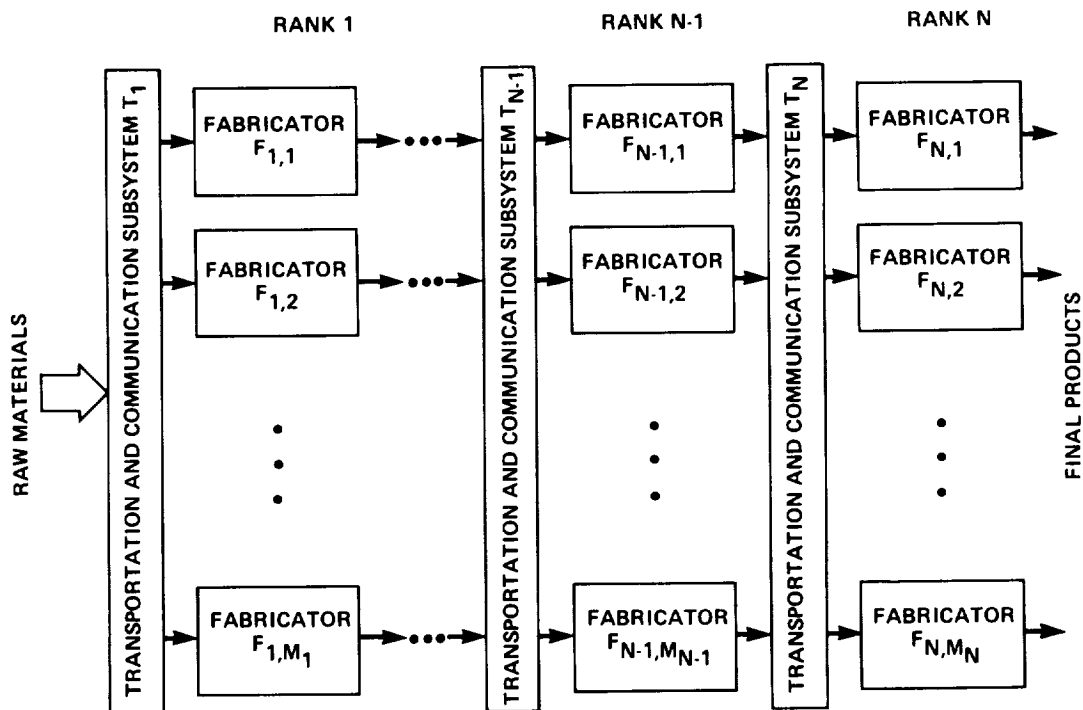 RANK 1
RANK N-1
RANK N
RAW MATERIALS
TRANSPORTATION AND COMMUNICATION SUBSYSTEM T1
FABRICATOR
F1,1
FABRICATOR
F1,2
FABRICATOR
F1,M1
TRANSPORTATION AND COMMUNICATION SUBSYSTEM TN-1
FABRICATOR
FN-1,1
FABRICATOR
FN-1,2
FABRICATOR
FN-1,MN-1
TRANSPORTATION AND COMMUNICATION SUBSYSTEM TN
FABRICATOR
FN,1
FABRICATOR
FN,2
FABRICATOR
FN,MN
FINAL PRODUCTS